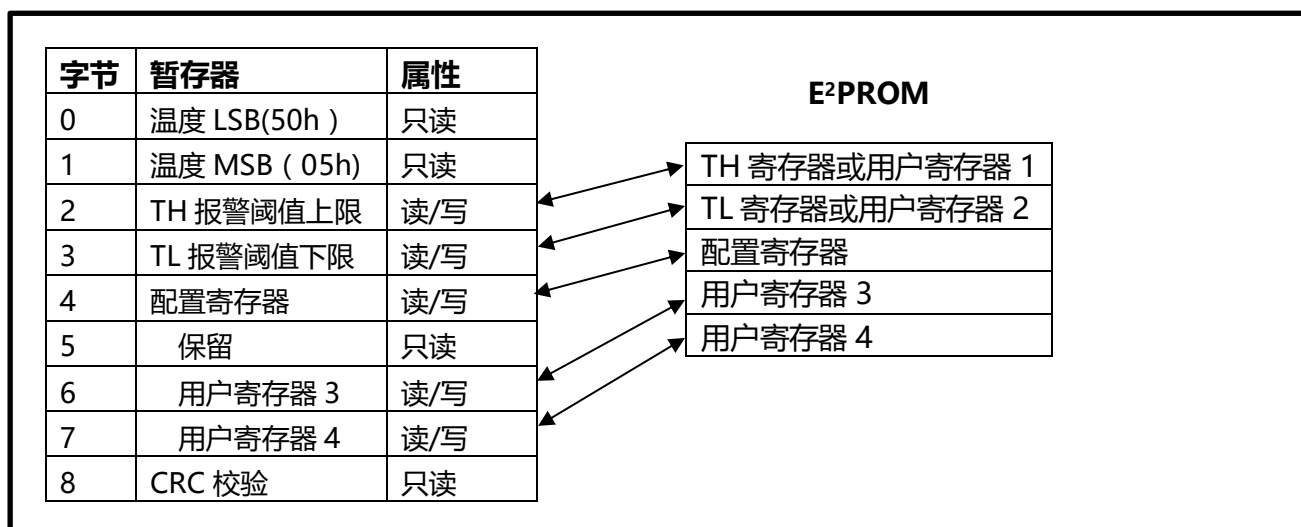 字节 暂存器 属性
0 温度 LSB(50h ) 只读
1 温度 MSB ( 05h) 只读
2 TH 报警阈值上限 读/写
3 TL 报警阈值下限 读/写
4 配置寄存器 读/写
5 保留 只读
6 用户寄存器 3 读/写
7 用户寄存器 4 读/写
8 CRC 校验 只读
E²PROM
TH 寄存器或用户寄存器 1
TL 寄存器或用户寄存器 2
配置寄存器
用户寄存器 3
用户寄存器 4